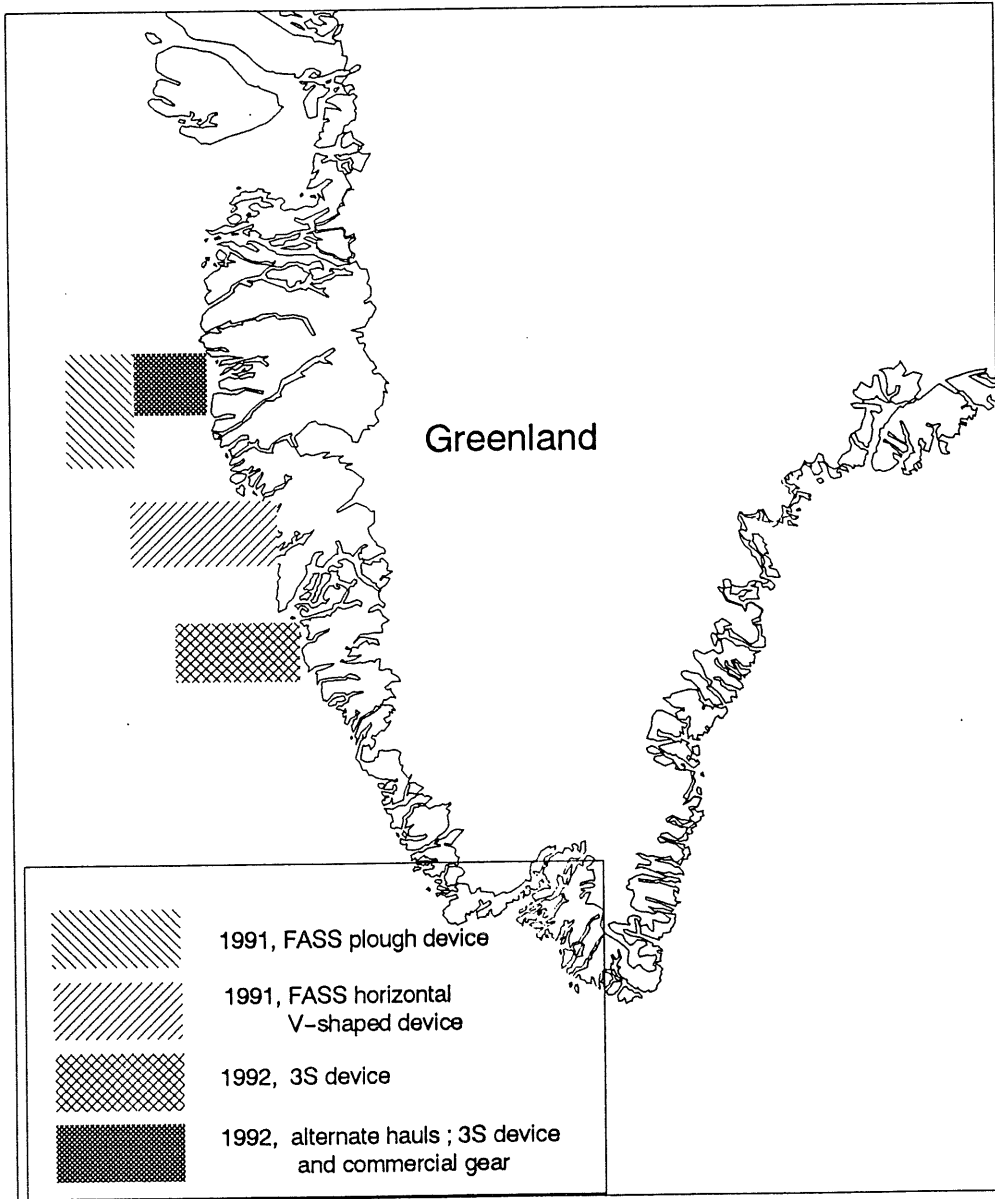 Greenland
1991, FASS plough device
1991, FASS horizontal
V-shaped device
1992, 3S device
1992, alternate hauls ; 3S device
and commercial gear